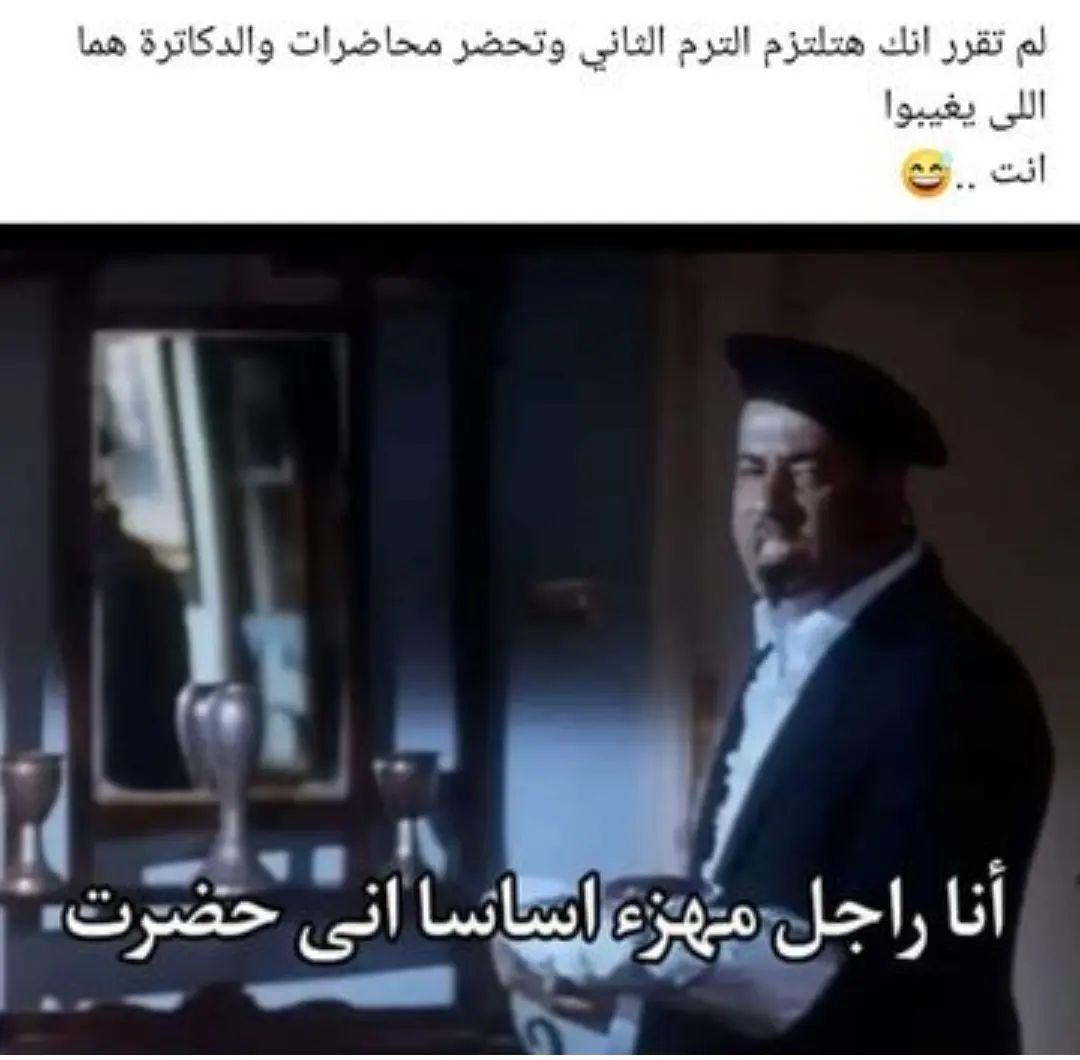 لم تقرر انك هتلتزم الترم الثاني وتحضر محاضرات والدكاترة هما
اللى يغيبوا
انت ..😅
أنا راجل مهزء اساسا انى حضرت